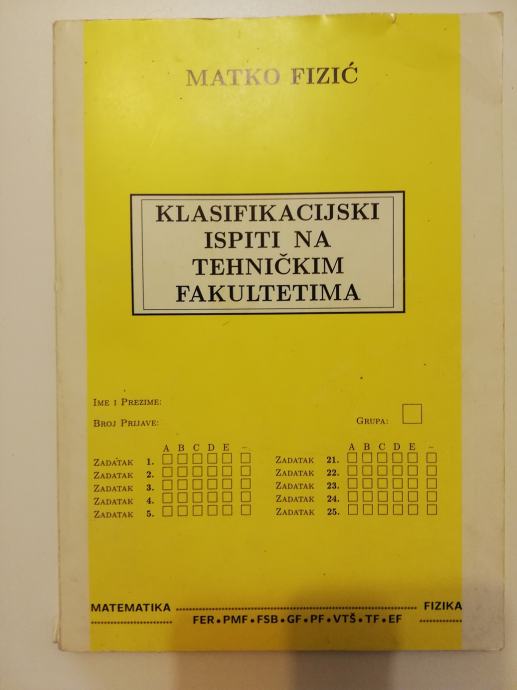 MATKO FIZIĆ
KLASIFIKACIJSKI
ISPITI NA
TEHNIČKIM
FAKULTETIMA
IME I PREZIME:
BROJ PRIJAVE:
GRUPA:
A B C D E –
ZADATAK 1.
ZADATAK 2.
ZADATAK 3.
ZADATAK 4.
ZADATAK 5.
A B C D E –
ZADATAK 21.
ZADATAK 22.
ZADATAK 23.
ZADATAK 24.
ZADATAK 25.
MATEMATIKA FIZIKA
FER•PMF•FSB•GF•PF•VTŠ•TF•EF